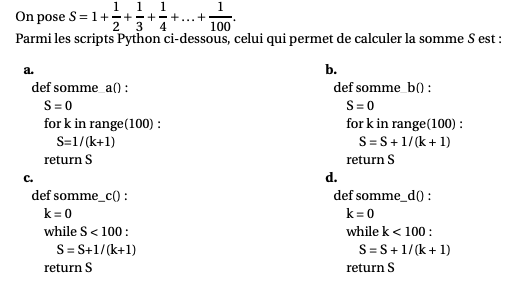 On pose S = 1 + 1/2 + 1/3 + 1/4 + ... + 1/100.
Parmi les scripts Python ci-dessous, celui qui permet de calculer la somme S est :
a.
def somme_a() :
S = 0
for k in range(100) :
S=1/(k+1)
return S
b.
def somme_b() :
S = 0
for k in range(100) :
S = S + 1/(k + 1)
return S
c.
def somme_c() :
k = 0
while S < 100 :
S = S+1/(k+1)
return S
d.
def somme_d() :
k = 0
while k < 100 :
S = S + 1/(k + 1)
return S